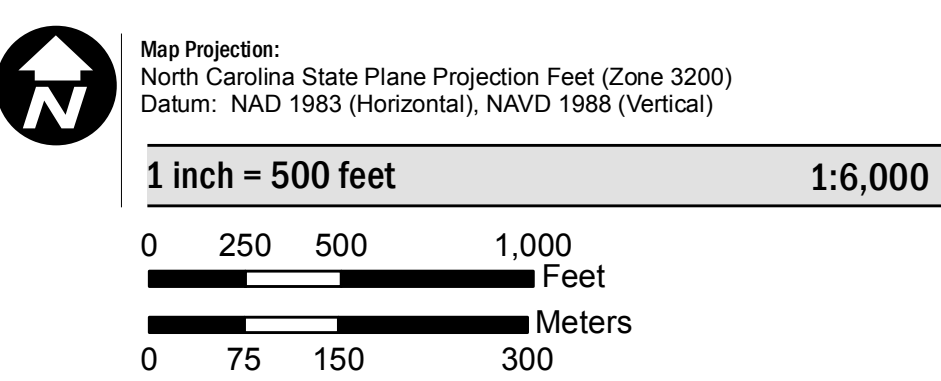 N
Map Projection:
North Carolina State Plane Projection Feet (Zone 3200)
Datum: NAD 1983 (Horizontal), NAVD 1988 (Vertical)
1 inch = 500 feet 1:6,000
0 250 500 1,000
Feet
Meters
0 75 150 300